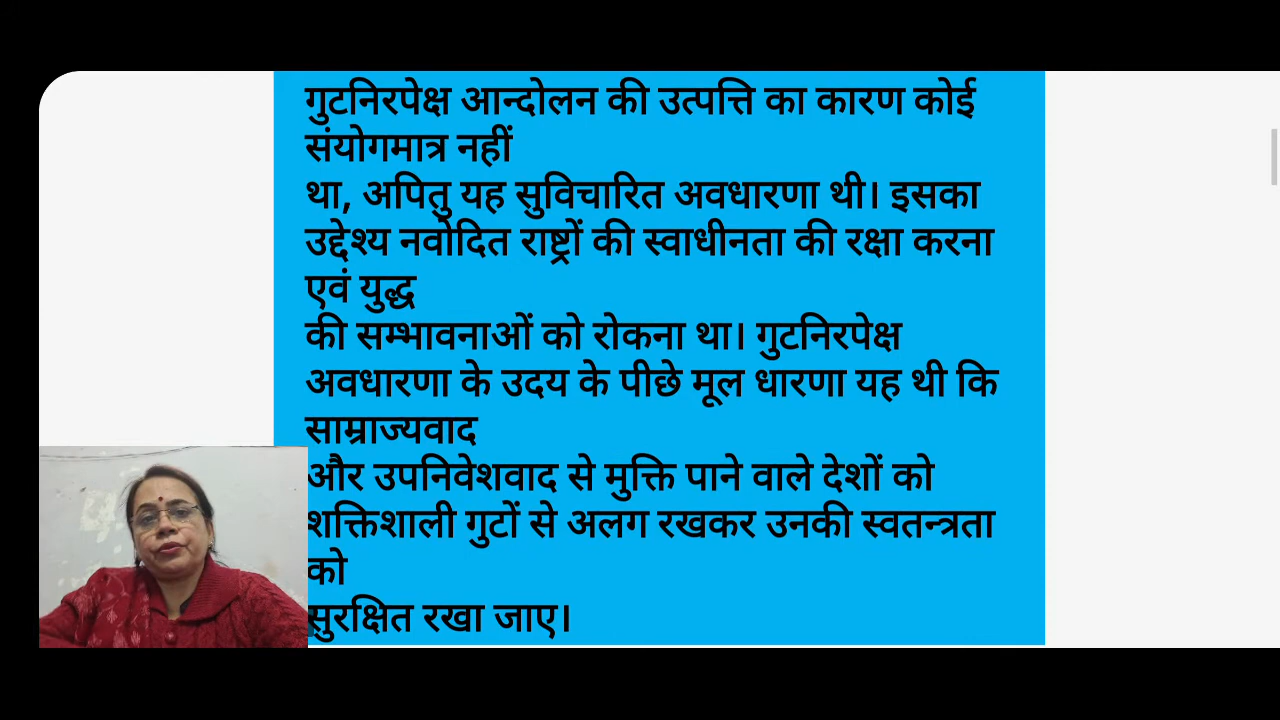 गुटनिरपेक्ष आन्दोलन की उत्पत्ति का कारण कोई
संयोगमात्र नहीं
था, अपितु यह सुविचारित अवधारणा थी। इसका
उद्देश्य नवोदित राष्ट्रों की स्वाधीनता की रक्षा करना
एवं युद्ध
की सम्भावनाओं को रोकना था। गुटनिरपेक्ष
अवधारणा के उदय के पीछे मूल धारणा यह थी कि
साम्राज्यवाद
और उपनिवेशवाद से मुक्ति पाने वाले देशों को
शक्तिशाली गुटों से अलग रखकर उनकी स्वतन्त्रता
को
सुरक्षित रखा जाए।